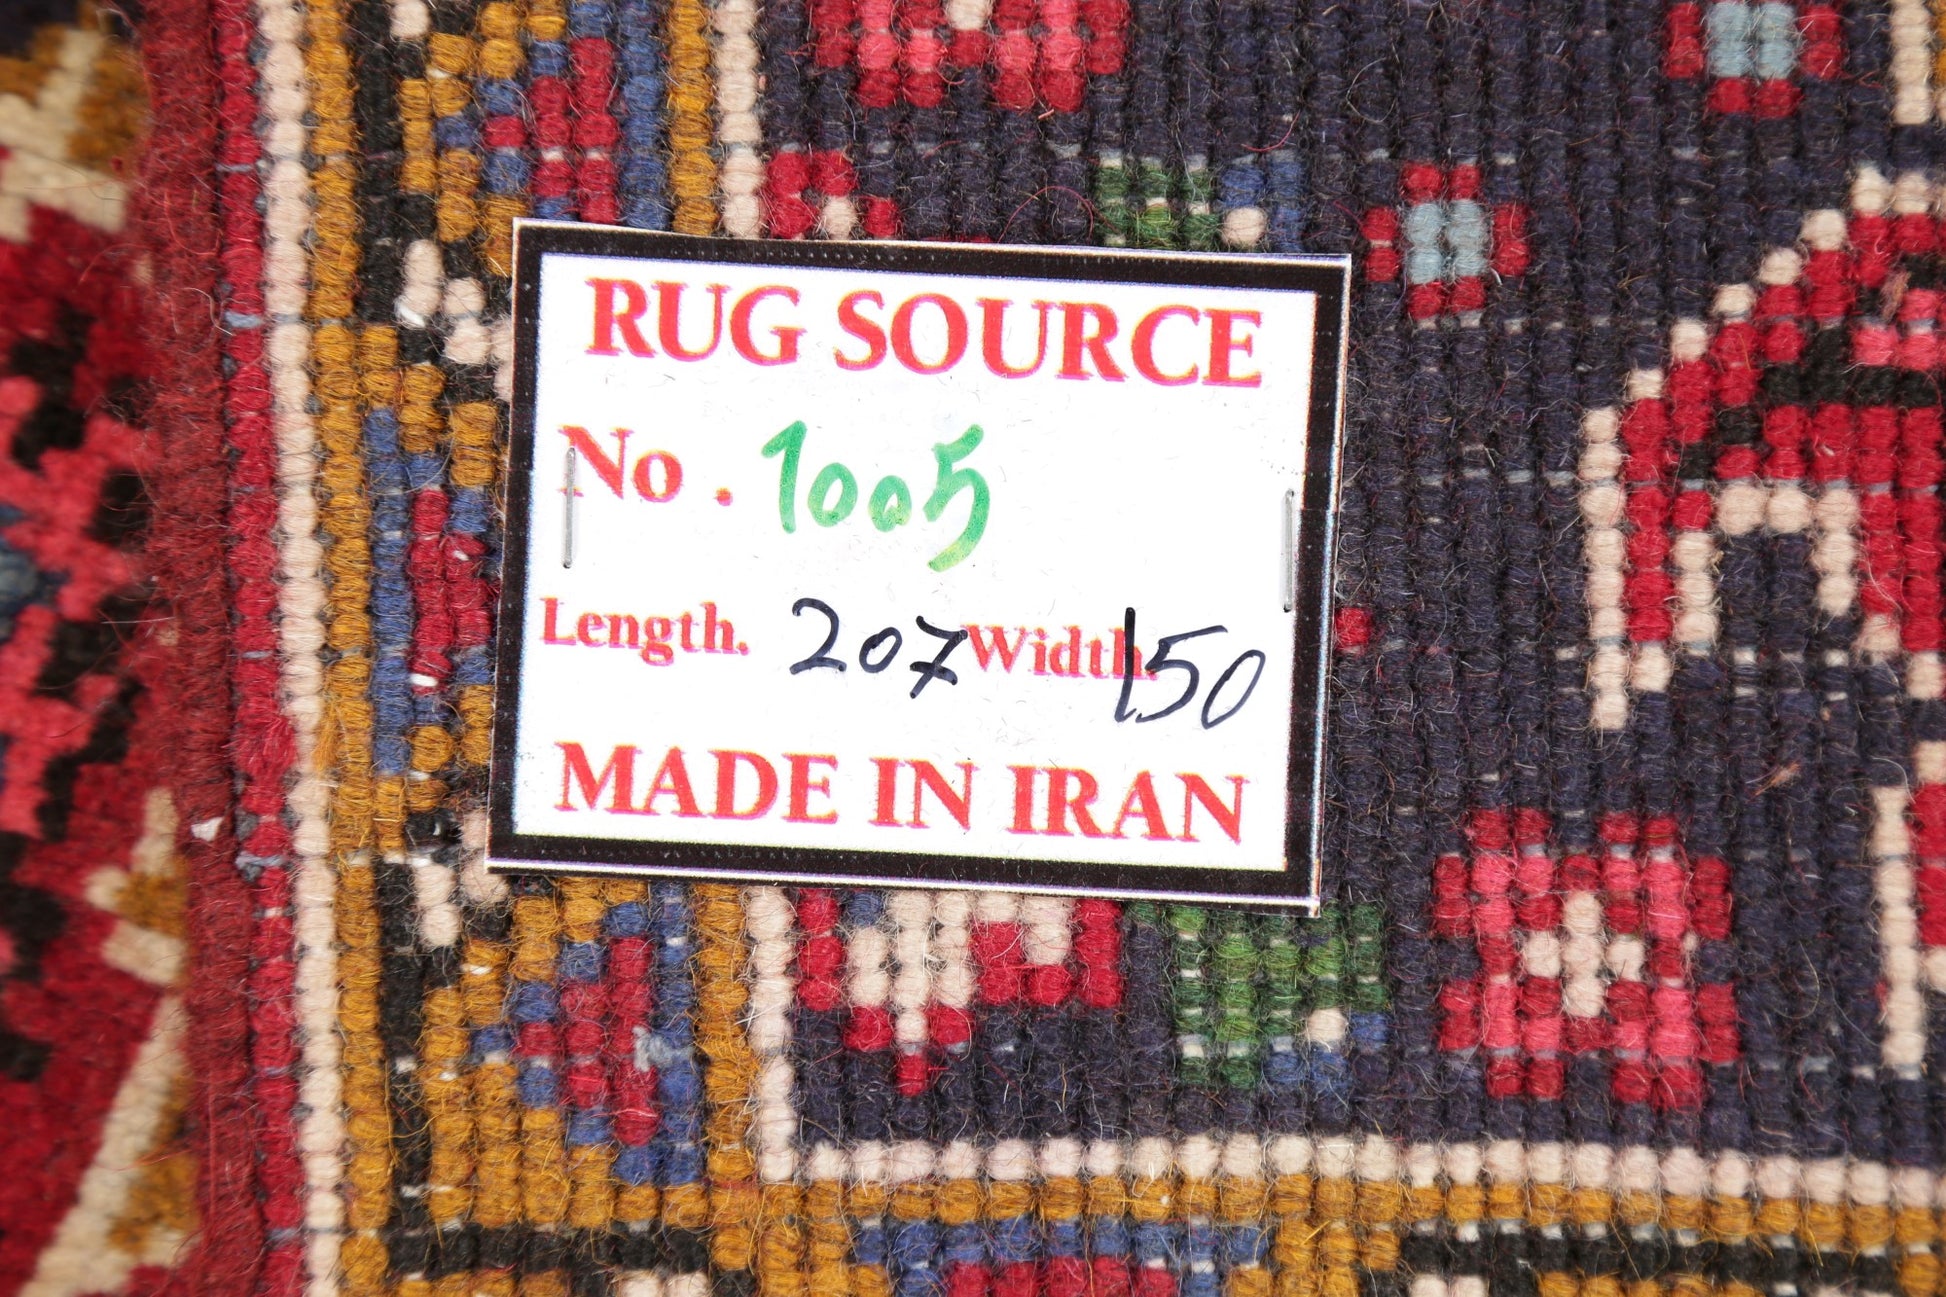 RUG SOURCE
No. 1005
Length. 207 Width. 150
MADE IN IRAN